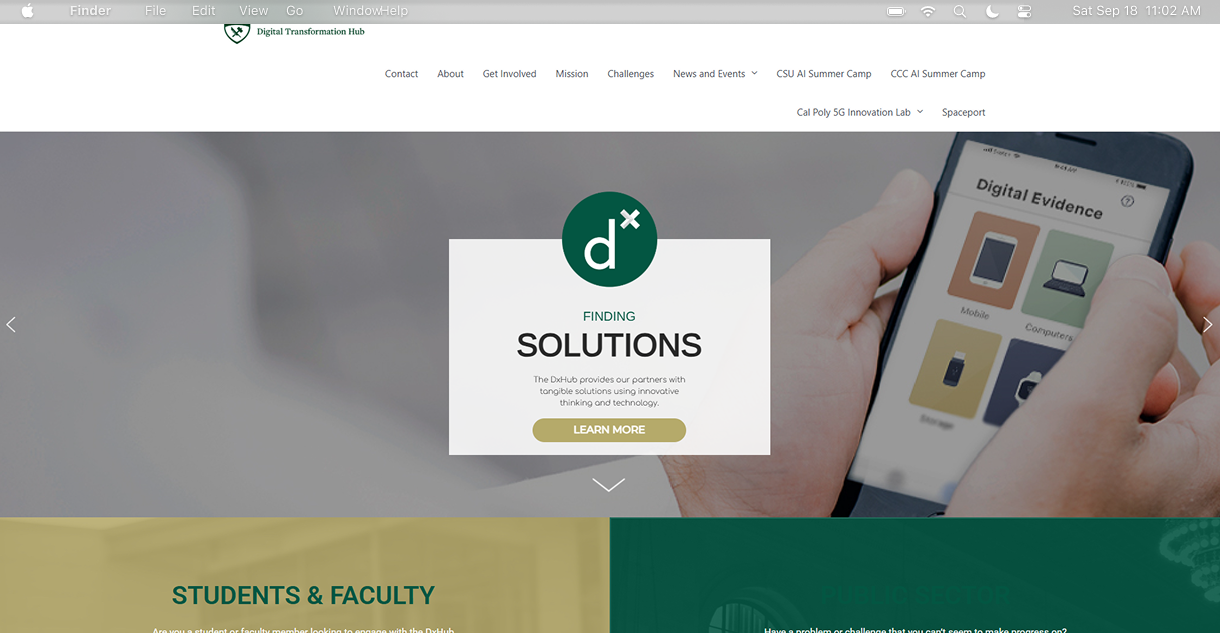 Finder File Edit View Go Window Help Sat Sep 18 11:02 AM
Digital Transformation Hub
Contact About Get Involved Mission Challenges News and Events CSU AI Summer Camp CCC AI Summer Camp
Cal Poly 5G Innovation Lab Spaceport
Digital Evidence
Mobile
Computers
Storage
d
x
FINDING
SOLUTIONS
The DxHub provides our partners with
tangible solutions using innovative
thinking and technology.
LEARN MORE
STUDENTS & FACULTY
Are you a student or faculty member looking to engage with the DxHub
PUBLIC SECTOR
Have a problem or challenge that you can't seem to make progress on?